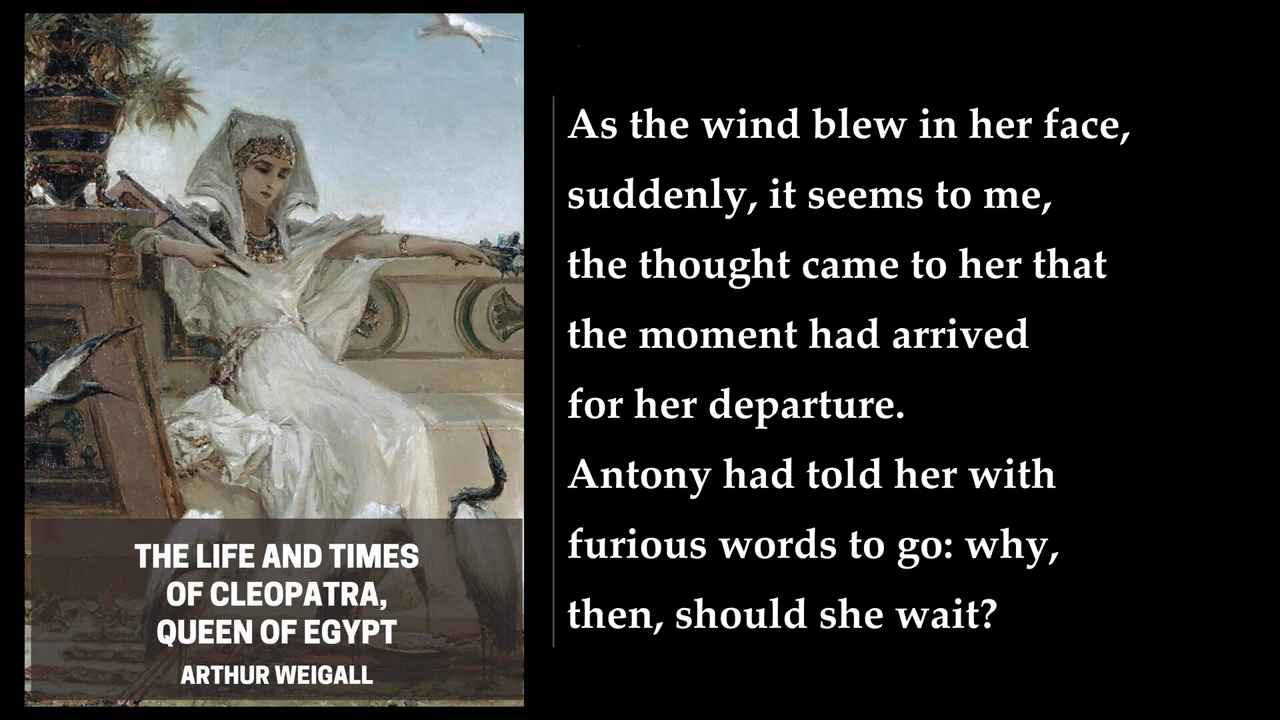 THE LIFE AND TIMES
OF CLEOPATRA,
QUEEN OF EGYPT
ARTHUR WEIGALL
As the wind blew in her face,
suddenly, it seems to me,
the thought came to her that
the moment had arrived
for her departure.
Antony had told her with
furious words to go: why,
then, should she wait?